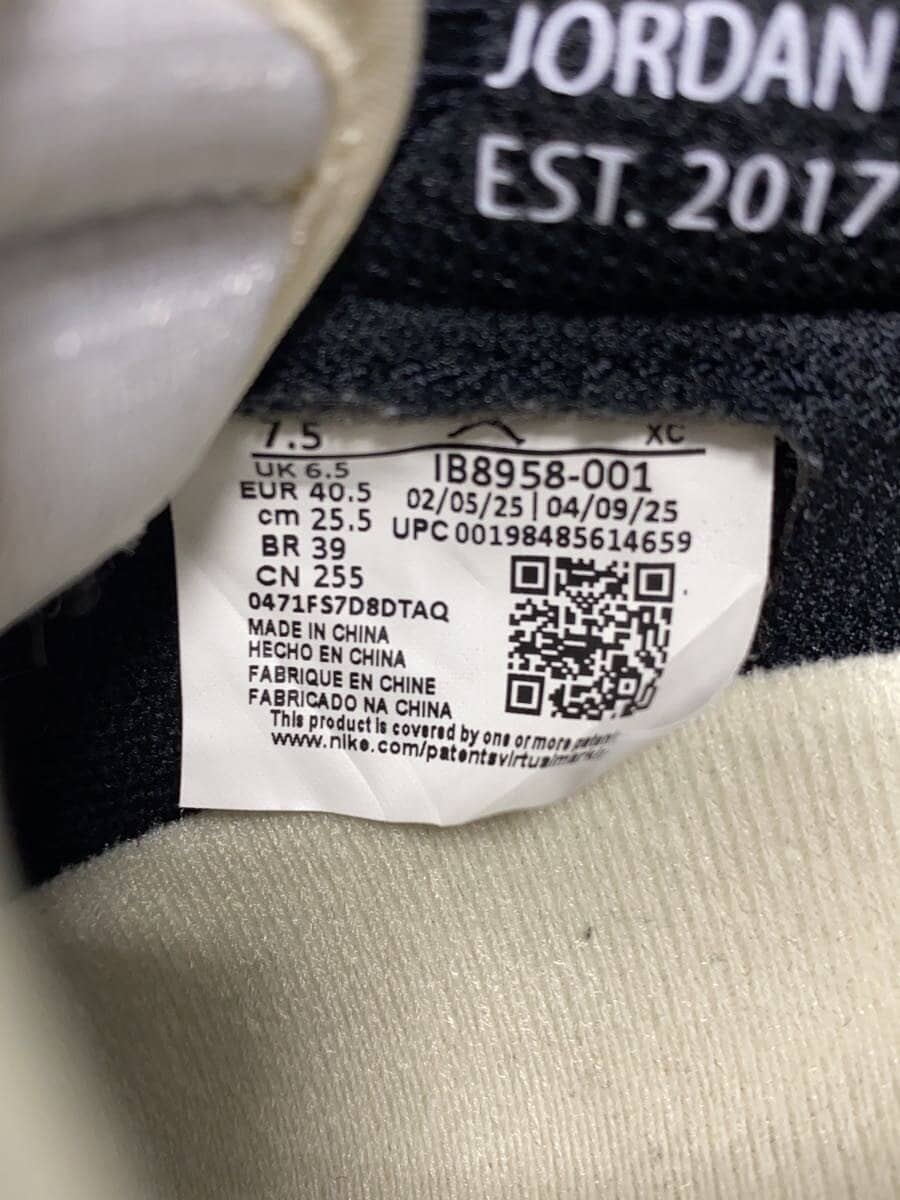 JORDAN
EST. 2017
7.5 XC
UK 6.5 IB8958-001
EUR 40.5 02/05/25 | 04/09/25
cm 25.5 UPC 00198485614659
BR 39
CN 255
0471FS7D8DTAQ
MADE IN CHINA
HECHO EN CHINA
FABRIQUE EN CHINE
FABRICADO NA CHINA
This product is covered by one or more patent
www.nike.com/patentsvirtualmarki